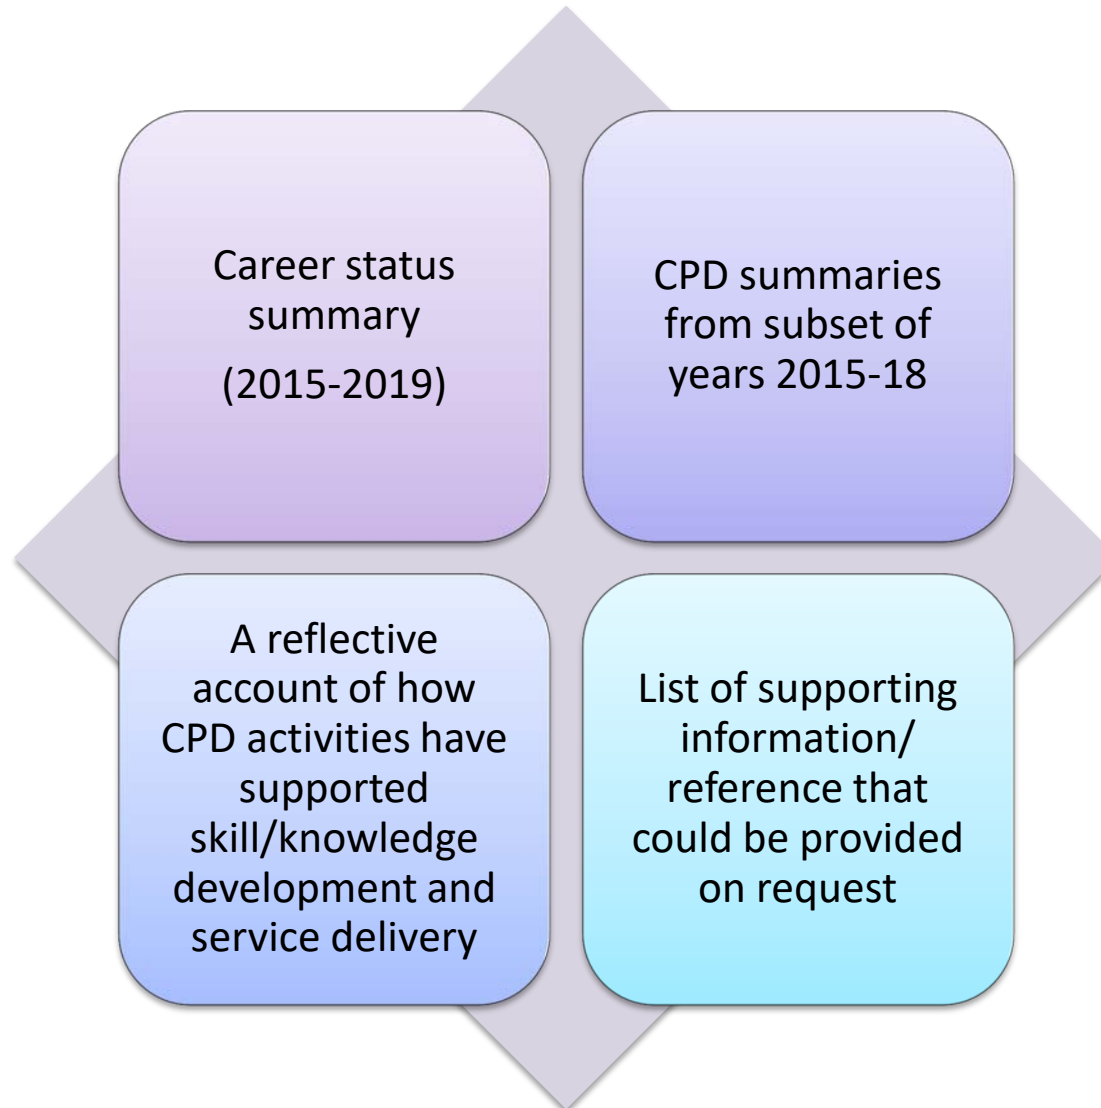 Career status
summary
(2015-2019)
CPD summaries
from subset of
years 2015-18
A reflective
account of how
CPD activities have
supported
skill/knowledge
development and
service delivery
List of supporting
information/
reference that
could be provided
on request